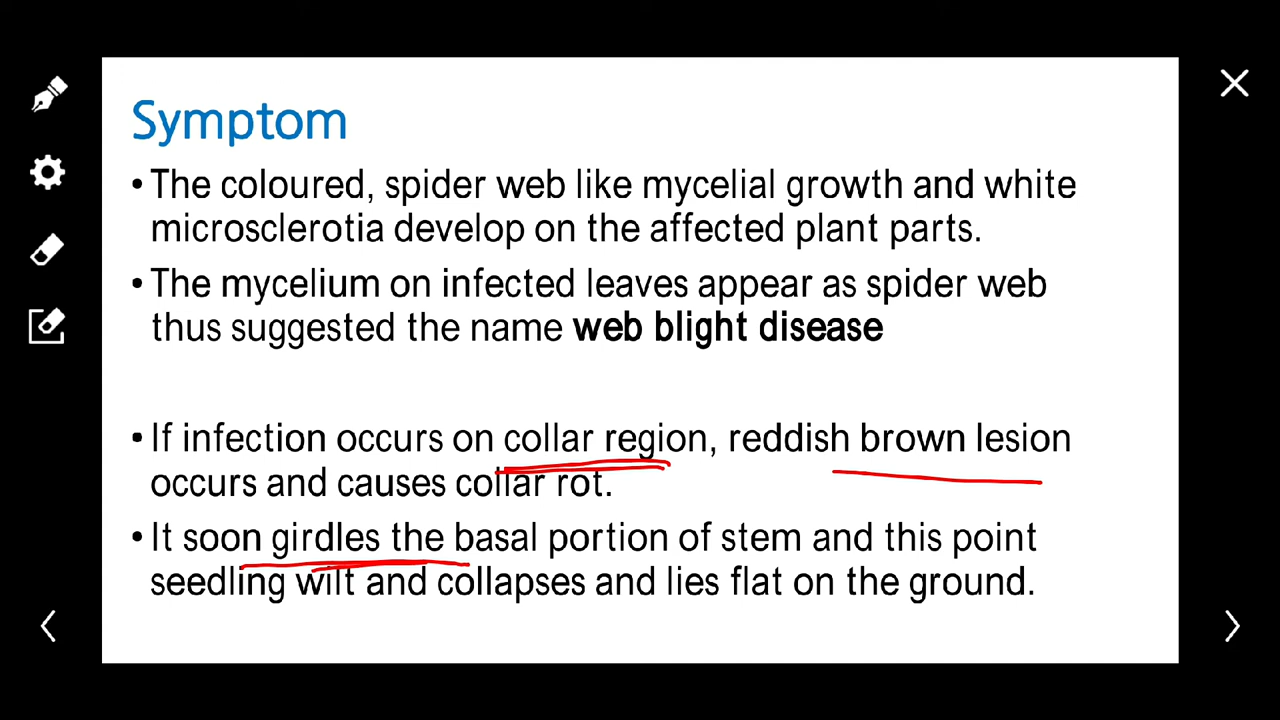 Symptom
• The coloured, spider web like mycelial growth and white
microsclerotia develop on the affected plant parts.
• The mycelium on infected leaves appear as spider web
thus suggested the name web blight disease
• If infection occurs on collar region, reddish brown lesion
occurs and causes collar rot.
• It soon girdles the basal portion of stem and this point
seedling wilt and collapses and lies flat on the ground.